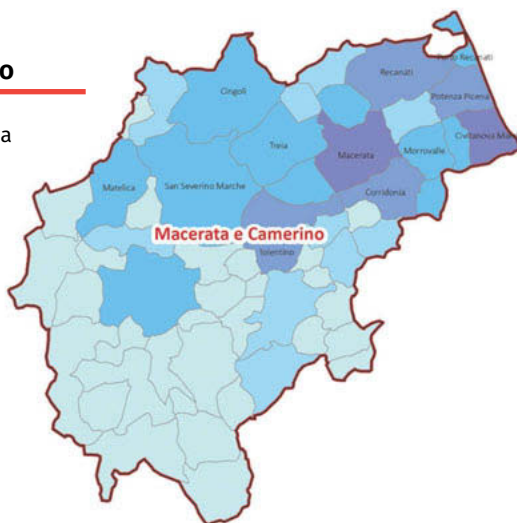 o
a
Cingoli
Recanati
Porto Recanati
Potenza Picena
Treia
Macerata
Civitanova Marche
Morrovalle
Matelica
San Severino Marche
Corridonia
Macerata e Camerino
Tolentino